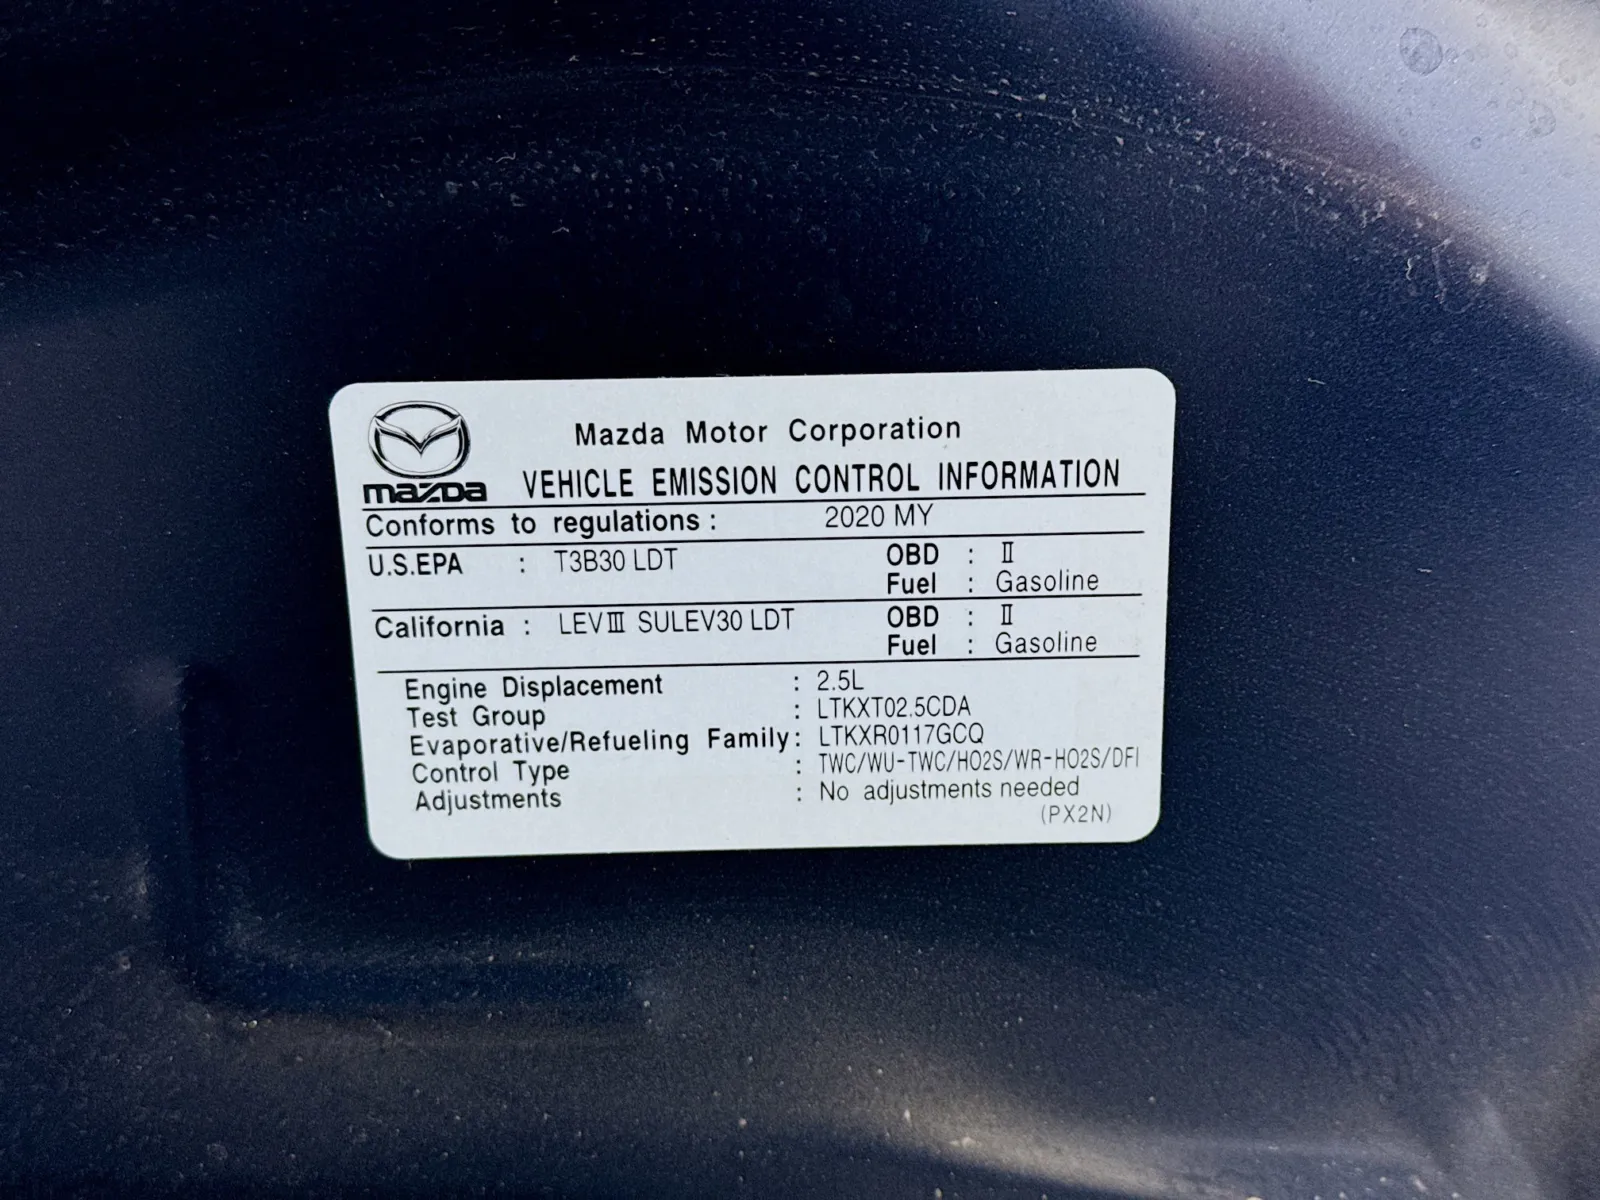 Mazda Motor Corporation
mazda VEHICLE EMISSION CONTROL INFORMATION
Conforms to regulations : 2020 MY
U.S.EPA : T3B30 LDT OBD : Ⅱ
Fuel : Gasoline
California : LEVⅢ SULEV30 LDT OBD : Ⅱ
Fuel : Gasoline
Engine Displacement : 2.5L
Test Group : LTKXT02.5CDA
Evaporative/Refueling Family : LTKXR0117GCQ
Control Type : TWC/WU-TWC/HO2S/WR-HO2S/DFI
Adjustments : No adjustments needed
(PX2N)